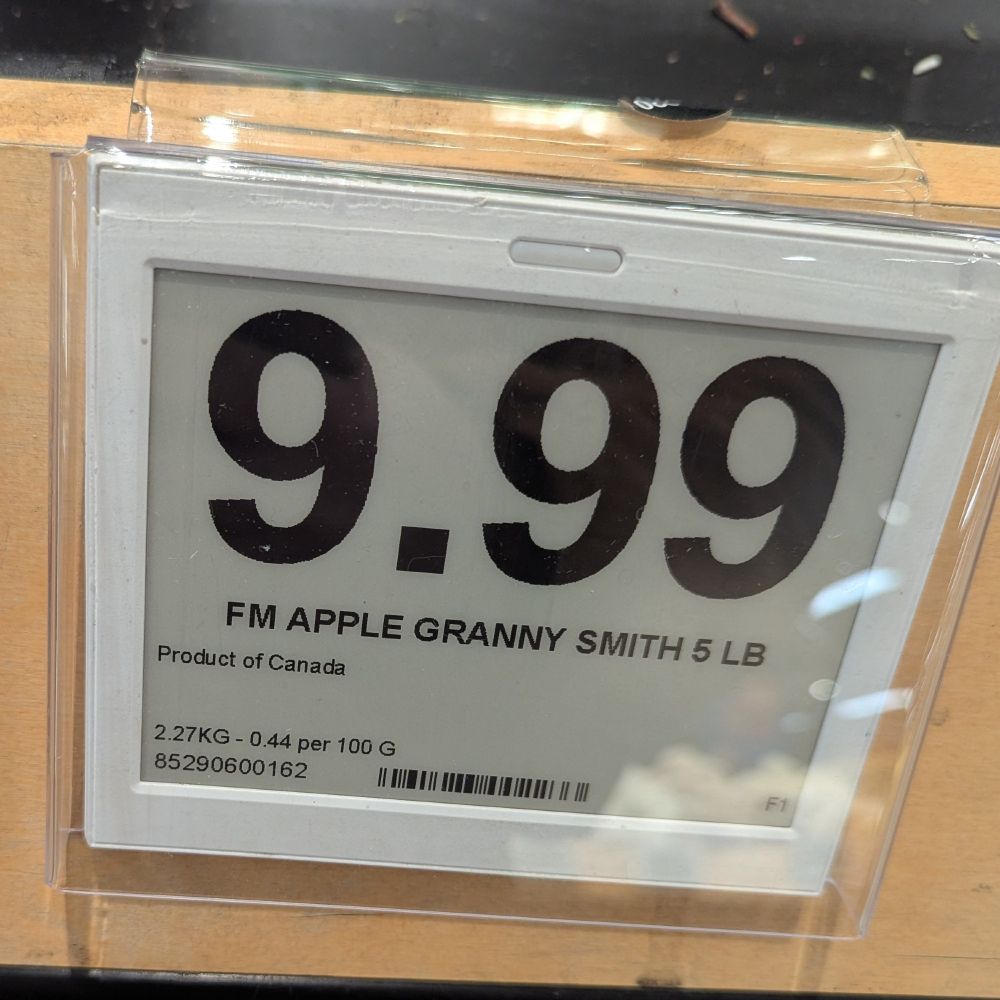 9.99
FM APPLE GRANNY SMITH 5 LB
Product of Canada
2.27KG - 0.44 per 100 G
85290600162
F1